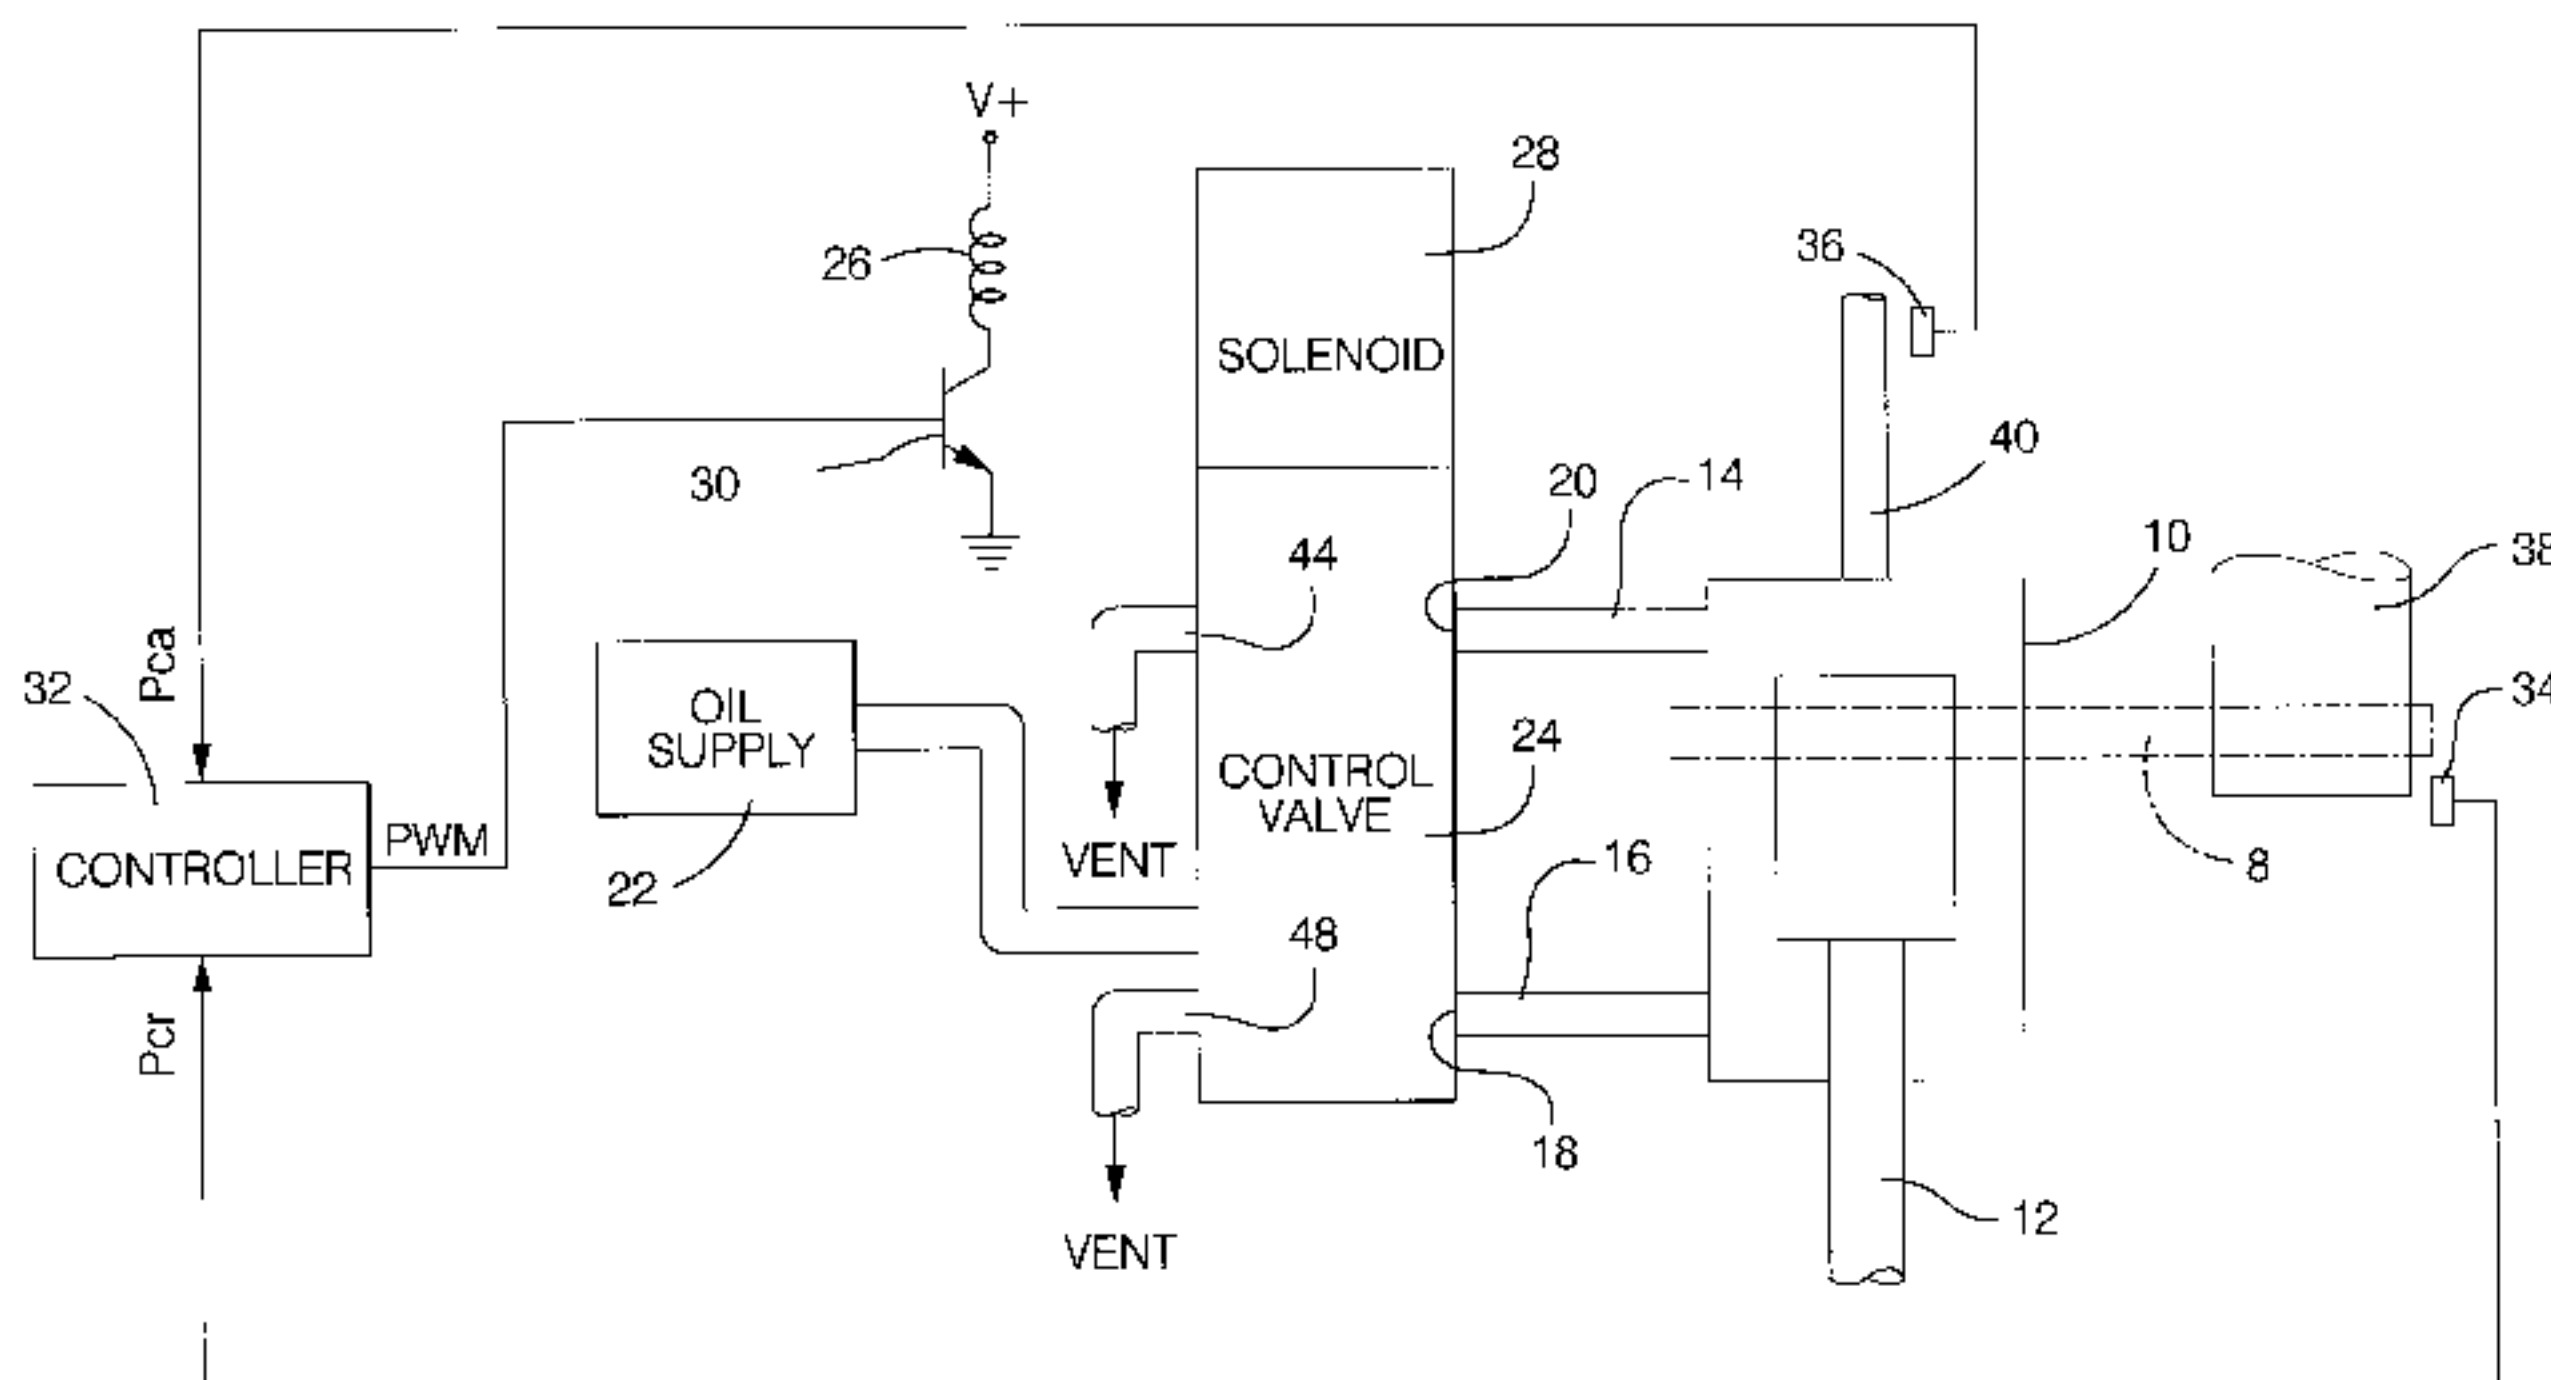 V+
28
26
36
SOLENOID
40
30
20
14
10
44
38
Pca
32
OIL
SUPPLY
34
24
CONTROL
VALVE
PWM
VENT
16
CONTROLLER
22
8
48
Pcr
18
12
VENT